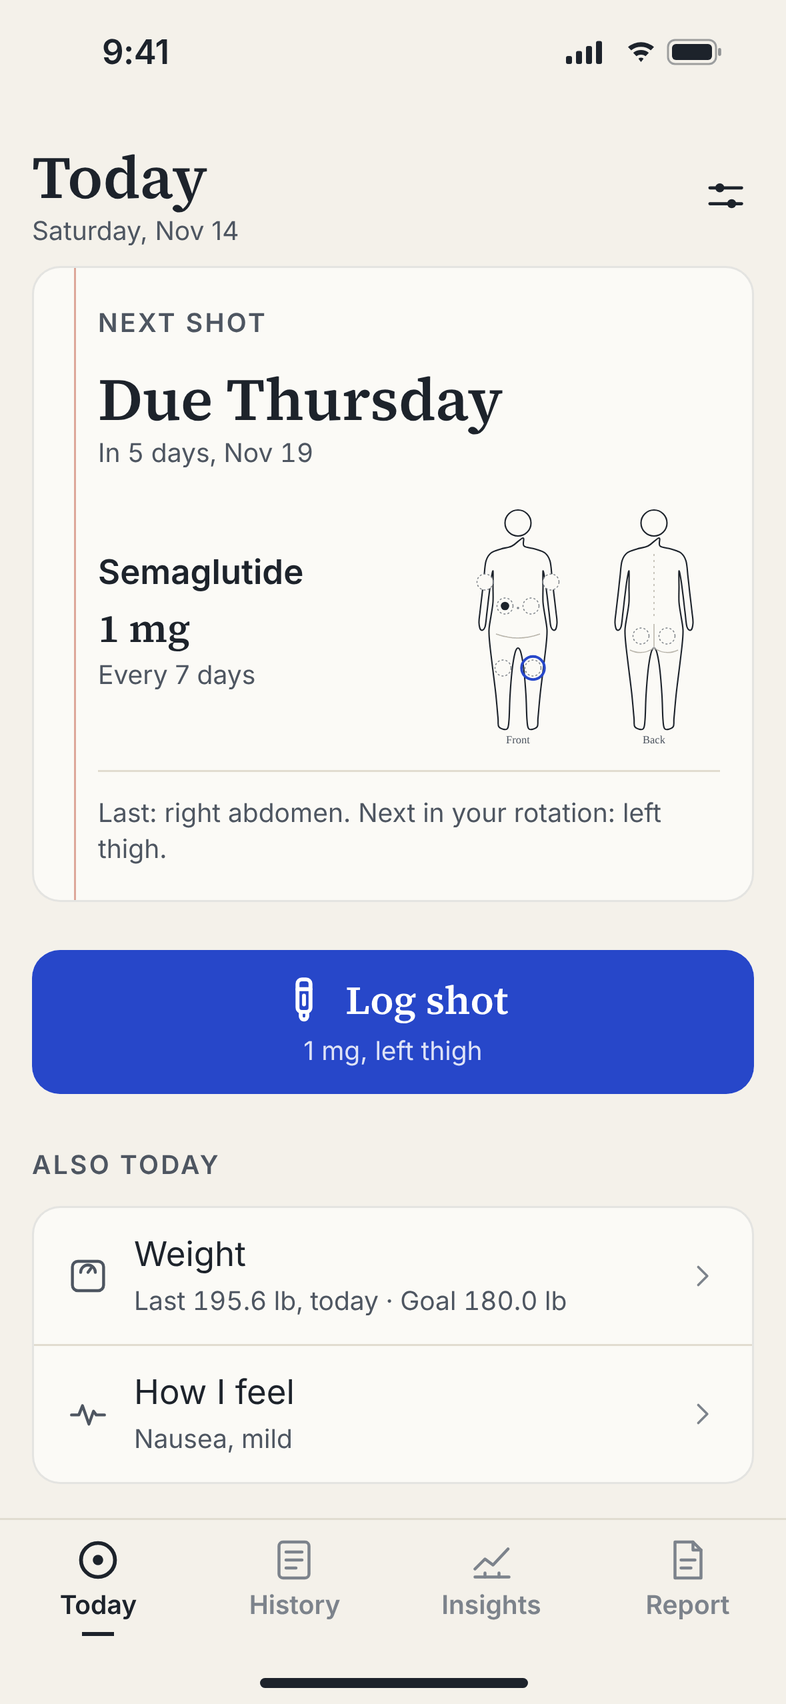 9:41
Today
Saturday, Nov 14
NEXT SHOT
Due Thursday
In 5 days, Nov 19
Semaglutide
1 mg
Every 7 days
Front
Back
Last: right abdomen. Next in your rotation: left
thigh.
Log shot
1 mg, left thigh
ALSO TODAY
Weight
Last 195.6 lb, today · Goal 180.0 lb
How I feel
Nausea, mild
Today
History
Insights
Report